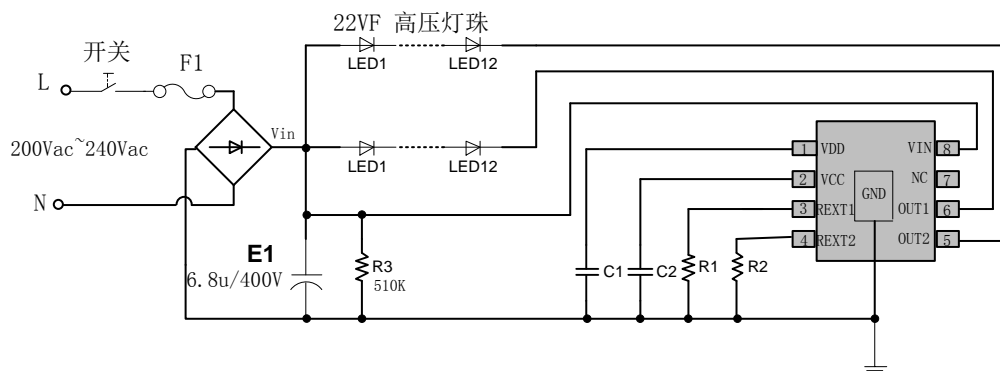 22VF 高压灯珠
LED1 LED12
开关
F1
L
Vin
200Vac~240Vac
LED1 LED12
N
E1
6.8u/400V
R3
510K
C1 C2 R1 R2
1 VDD VIN 8
2 VCC NC 7
GND
3 REXT1 OUT1 6
4 REXT2 OUT2 5